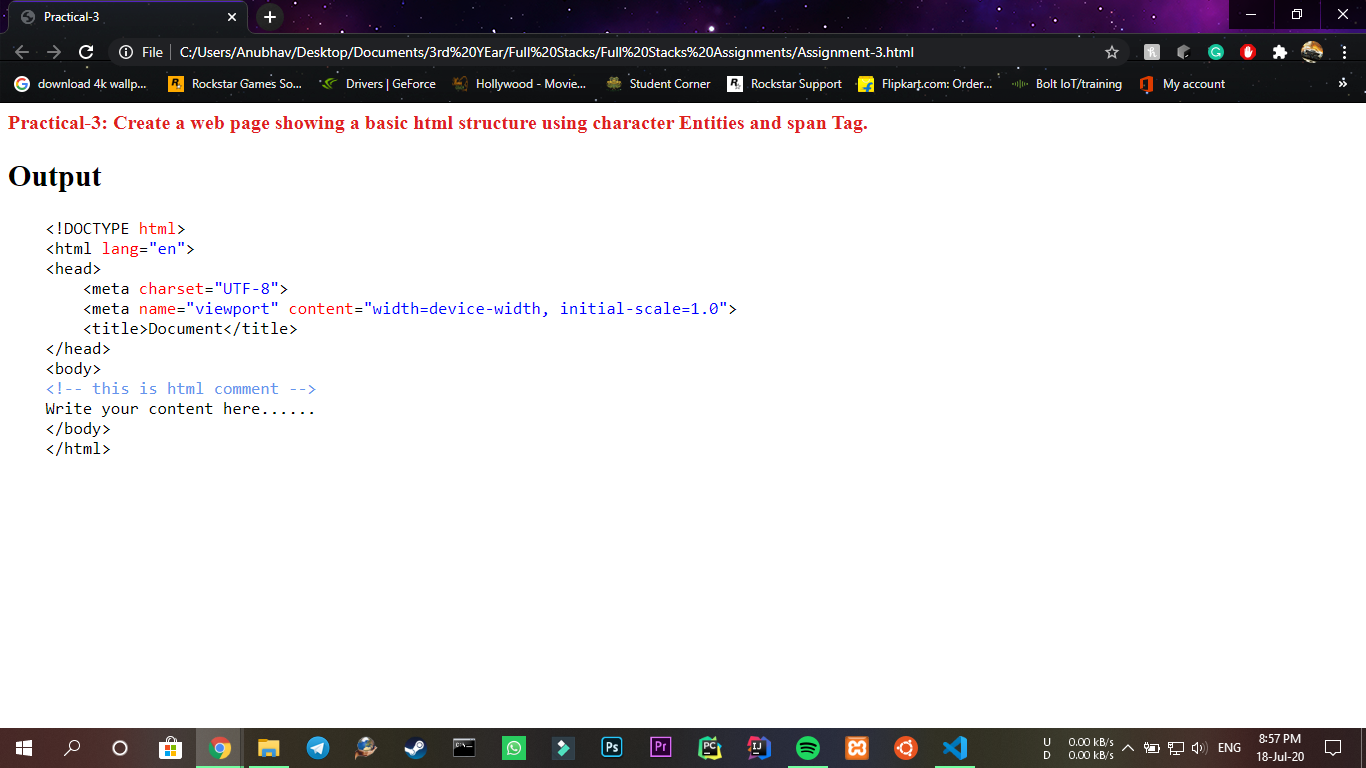 Practical-3
File C:/Users/Anubhav/Desktop/Documents/3rd%20YEar/Full%20Stacks/Full%20Stacks%20Assignments/Assignment-3.html
download 4k wallp... Rockstar Games So... Drivers | GeForce Hollywood - Movie... Student Corner Rockstar Support Flipkart.com: Order... Bolt IoT/training My account »
Practical-3: Create a web page showing a basic html structure using character Entities and span Tag.
Output
<!DOCTYPE html>
<html lang="en">
<head>
    <meta charset="UTF-8">
    <meta name="viewport" content="width=device-width, initial-scale=1.0">
    <title>Document</title>
</head>
<body>
<!-- this is html comment -->
Write your content here......
</body>
</html>
U 0.00 kB/s
D 0.00 kB/s
ENG
8:57 PM
18-Jul-20